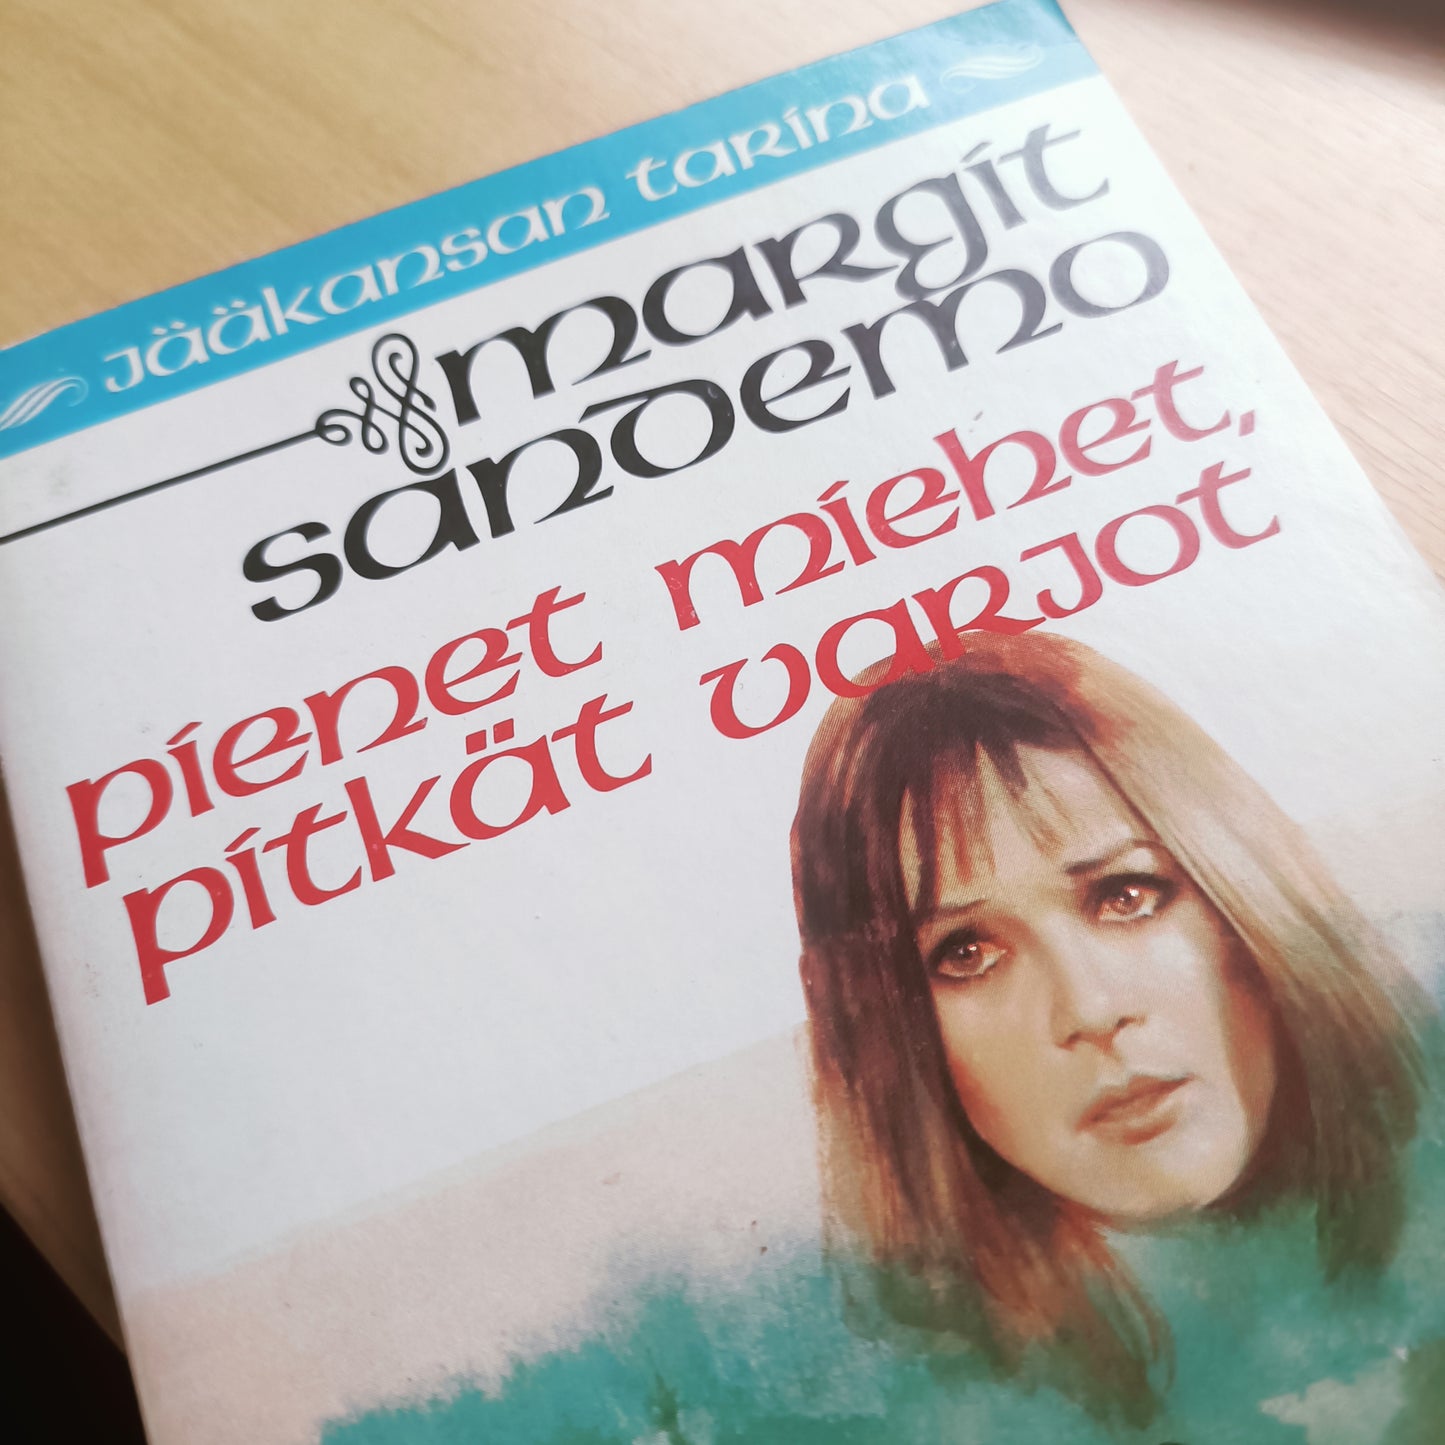 Jääkansan tarina
margit
sandemo
pienet miehet,
pitkät varjot